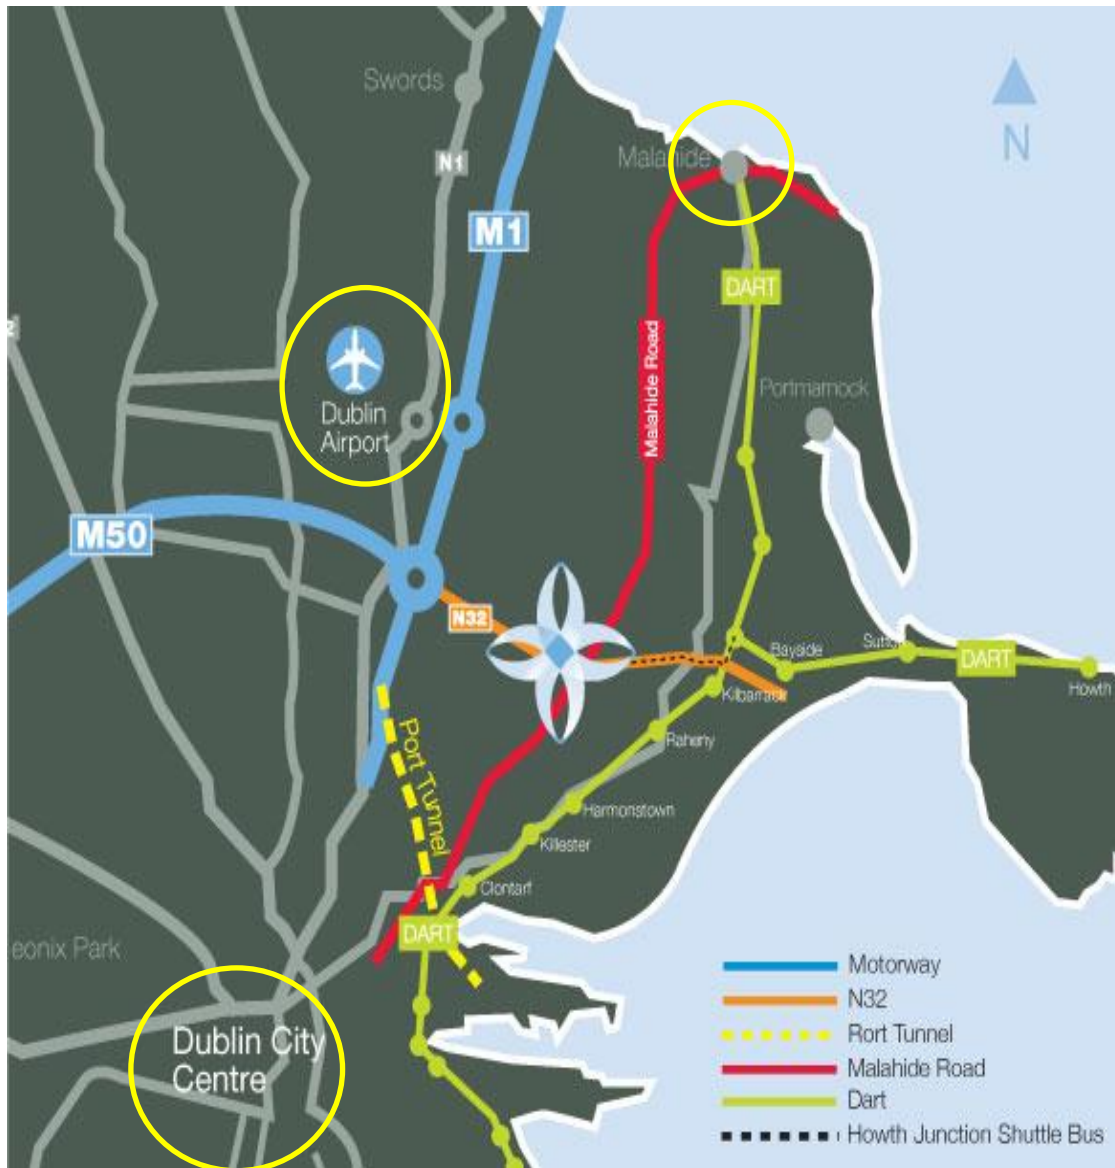 Swords
N
Malahide
N1
M1
DART
Malahide Road
Dublin
Airport
Portmarnock
M50
N32
Bayside
Sutton
DART
Howth
Kilbarrack
Raheny
Port Tunnel
Harmonstown
Killester
Clontarf
DART
eonix Park
Dublin City
Centre
Motorway
N32
Rort Tunnel
Malahide Road
Dart
Howth Junction Shuttle Bus